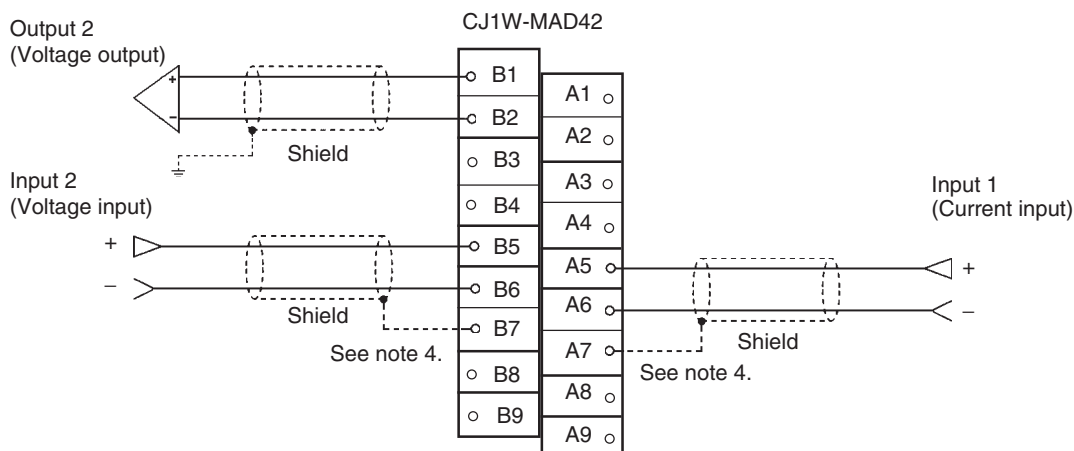 CJ1W-MAD42
Output 2
(Voltage output)
+
−
Shield
Input 2
(Voltage input)
+
−
Shield
See note 4.
B1
B2
B3
B4
B5
B6
B7
B8
B9
A1
A2
A3
A4
A5
A6
A7
A8
A9
Input 1
(Current input)
+
−
Shield
See note 4.